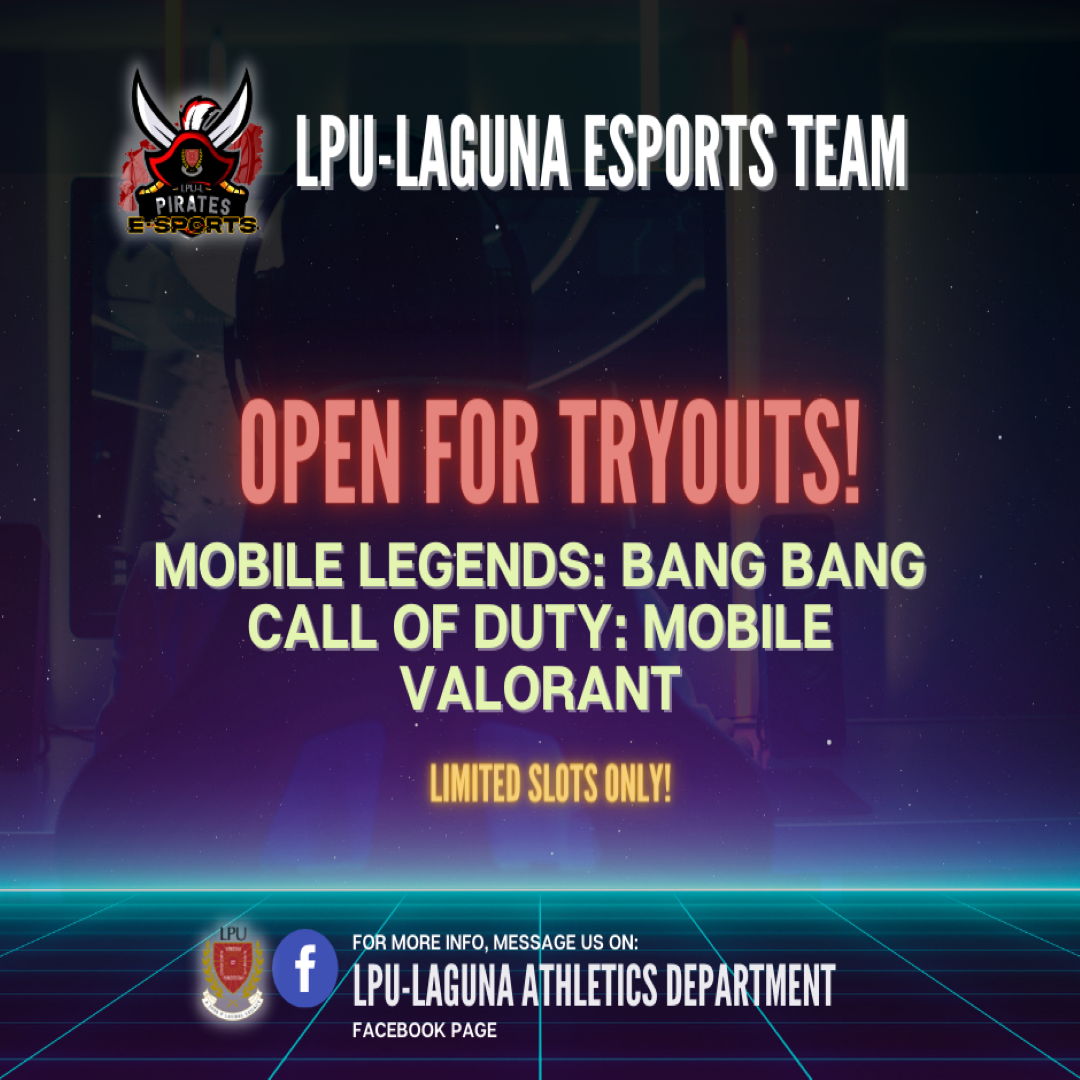 LPU-LAGUNA ESPORTS TEAM
LPU-L
PIRATES
E-SPORTS
OPEN FOR TRYOUTS!
MOBILE LEGENDS: BANG BANG
CALL OF DUTY: MOBILE
VALORANT
LIMITED SLOTS ONLY!
LPU
FOR MORE INFO, MESSAGE US ON:
LPU-LAGUNA ATHLETICS DEPARTMENT
FACEBOOK PAGE